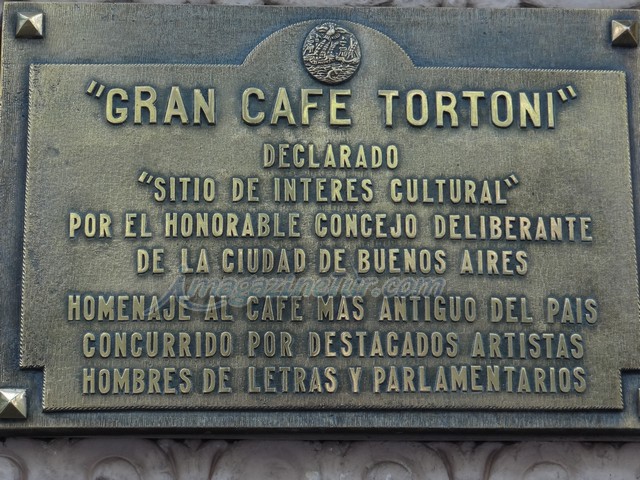 "GRAN CAFE TORTONI"
DECLARADO
"SITIO DE INTERES CULTURAL"
POR EL HONORABLE CONCEJO DELIBERANTE
DE LA CIUDAD DE BUENOS AIRES
HOMENAJE AL CAFE MAS ANTIGUO DEL PAIS
CONCURRIDO POR DESTACADOS ARTISTAS
HOMBRES DE LETRAS Y PARLAMENTARIOS